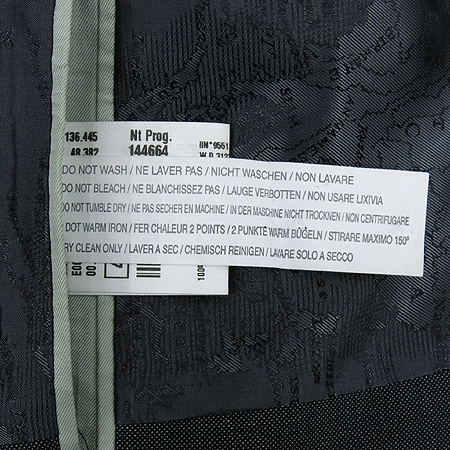 136.445 Nt Prog.
48.382 144664
DO NOT WASH / NE LAVER PAS / NICHT WASCHEN / NON LAVARE
DO NOT BLEACH / NE BLANCHISSEZ PAS / LAUGE VERBOTTEN / NON USARE LIXIVIA
DO NOT TUMBLE DRY / NE PAS SECHER EN MACHINE / IN DER MASCHINE NICHT TROCKNEN / NON CENTRIFUGARE
DOT WARM IRON / FER CHALEUR 2 POINTS / 2 PUNKTE WARM BÜGELN / STIRARE MAXIMO 150°
RY CLEAN ONLY / LAVER A SEC / CHEMISCH REINIGEN / LAVARE SOLO A SECCO